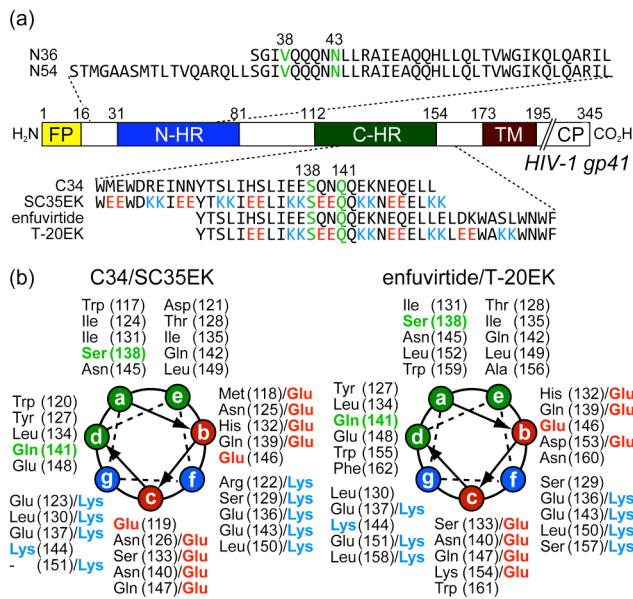 (a)
38 43
N36 SGIVQQQNNLLRAIEAQQHLLQLTVWGIKQLQARIL
N54 STMGAASMTLTVQARQLLSGIVQQQNNLLRAIEAQQHLLQLTVWGIKQLQARIL
1 16 31 81 112 154 173 195 345
H2N FP N-HR C-HR TM CP CO2H
HIV-1 gp41
138 141
C34 WMEWDREINNYTSLIHSLIEESQNQQEKNEQELL
SC35EK WEEWDKKIEEYTKKIEELIKKSEEQQKKNEEELKK
enfuvirtide YTSLIHSLIEESQNQQEKNEQELLELDKWASLWNWF
T-20EK YTSLIEELIKKSEEQQKKNEEELKKLEEWAKKWNWF
(b)
C34/SC35EK
Trp (117)
Ile (124)
Ile (131)
Ser (138)
Asn (145)
Asp (121)
Thr (128)
Ile (135)
Gln (142)
Leu (149)
Trp (120)
Tyr (127)
Leu (134)
Gln (141)
Glu (148)
a
e
d
b
g
f
c
Met (118)/Glu
Asn (125)/Glu
His (132)/Glu
Gln (139)/Glu
Glu (146)
Arg (122)/Lys
Ser (129)/Lys
Glu (136)/Lys
Glu (143)/Lys
Leu (150)/Lys
Glu (123)/Lys
Leu (130)/Lys
Glu (137)/Lys
Lys (144)
- (151)/Lys
Glu (119)
Asn (126)/Glu
Ser (133)/Glu
Asn (140)/Glu
Gln (147)/Glu
enfuvirtide/T-20EK
Ile (131)
Ser (138)
Asn (145)
Leu (152)
Trp (159)
Thr (128)
Ile (135)
Gln (142)
Leu (149)
Ala (156)
Tyr (127)
Leu (134)
Gln (141)
Glu (148)
Trp (155)
Phe (162)
a
e
d
b
g
f
c
His (132)/Glu
Gln (139)/Glu
Glu (146)
Asp (153)/Glu
Asn (160)
Ser (129)
Glu (136)/Lys
Glu (143)/Lys
Leu (150)/Lys
Ser (157)/Lys
Leu (130)
Glu (137)/Lys
Lys (144)
Glu (151)/Lys
Leu (158)/Lys
Ser (133)/Glu
Asn (140)/Glu
Gln (147)/Glu
Lys (154)/Glu
Trp (161)